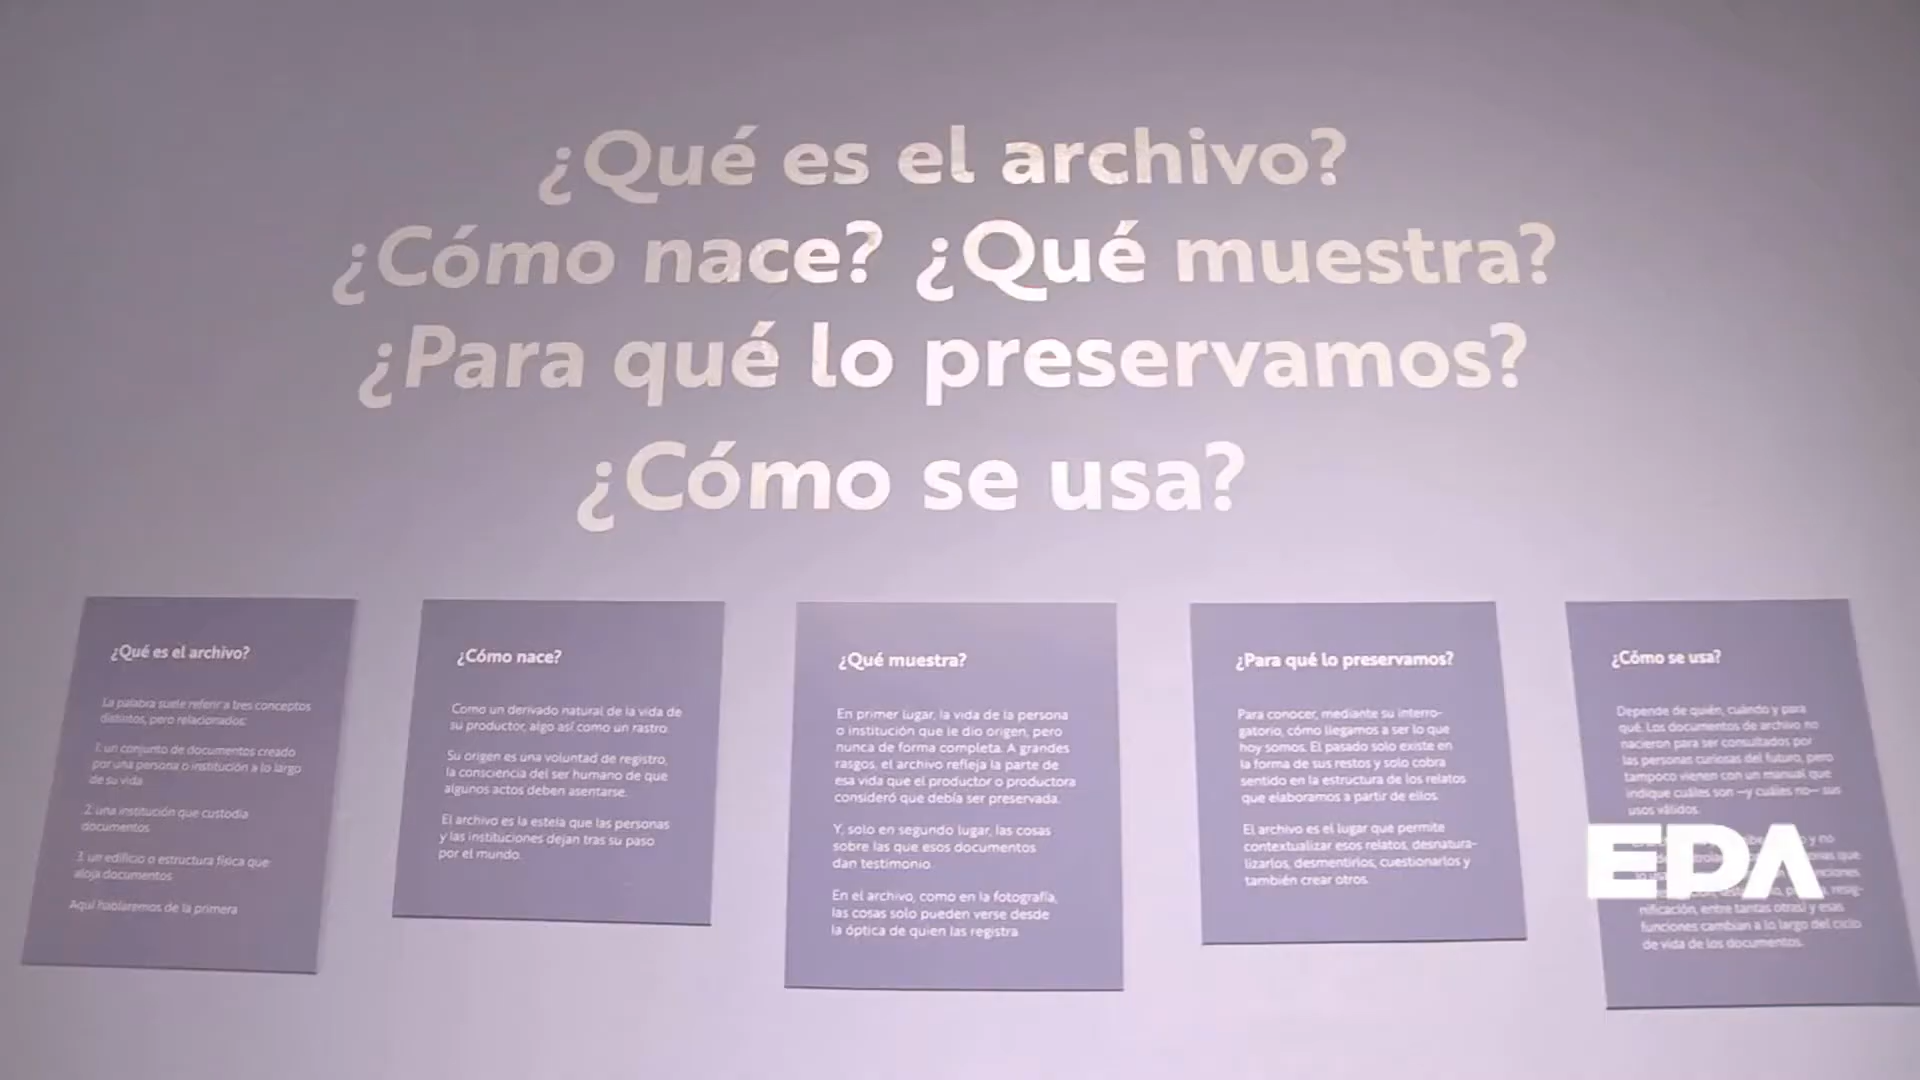 ¿Qué es el archivo?
¿Cómo nace? ¿Qué muestra?
¿Para qué lo preservamos?
¿Cómo se usa?
¿Qué es el archivo?
La palabra suele referir a tres conceptos
distintos, pero relacionados:
1. un conjunto de documentos creado
por una persona o institución a lo largo
de su vida
2. una institución que custodia
documentos
3. un edificio o estructura física que
aloja documentos
Aquí hablaremos de la primera
¿Cómo nace?
Como un derivado natural de la vida de
su productor, algo así como un rastro.
Su origen es una voluntad de registro,
la consciencia del ser humano de que
algunos actos deben asentarse.
El archivo es la estela que las personas
y las instituciones dejan tras su paso
por el mundo.
¿Qué muestra?
En primer lugar, la vida de la persona
o institución que le dio origen, pero
nunca de forma completa. A grandes
rasgos, el archivo refleja la parte de
esa vida que el productor o productora
consideró que debía ser preservada.
Y, solo en segundo lugar, las cosas
sobre las que esos documentos
dan testimonio.
En el archivo, como en la fotografía,
las cosas solo pueden verse desde
la óptica de quien las registra.
¿Para qué lo preservamos?
Para conocer, mediante su interro-
gatorio, cómo llegamos a ser lo que
hoy somos. El pasado solo existe en
la forma de sus restos y solo cobra
sentido en la estructura de los relatos
que elaboramos a partir de ellos.
El archivo es el lugar que permite
contextualizar esos relatos, desnatura-
lizarlos, desmentirlos, cuestionarlos y
también crear otros.
¿Cómo se usa?
Depende de quién, cuándo y para
qué. Los documentos de archivo no
nacieron para ser consultados por
las personas curiosas del futuro, pero
tampoco vienen con un manual que
indique cuáles son —y cuáles no— sus
usos válidos.
y no
que
resig-
nificación, entre tantas otras) y esas
funciones cambian a lo largo del ciclo
de vida de los documentos.
EDA